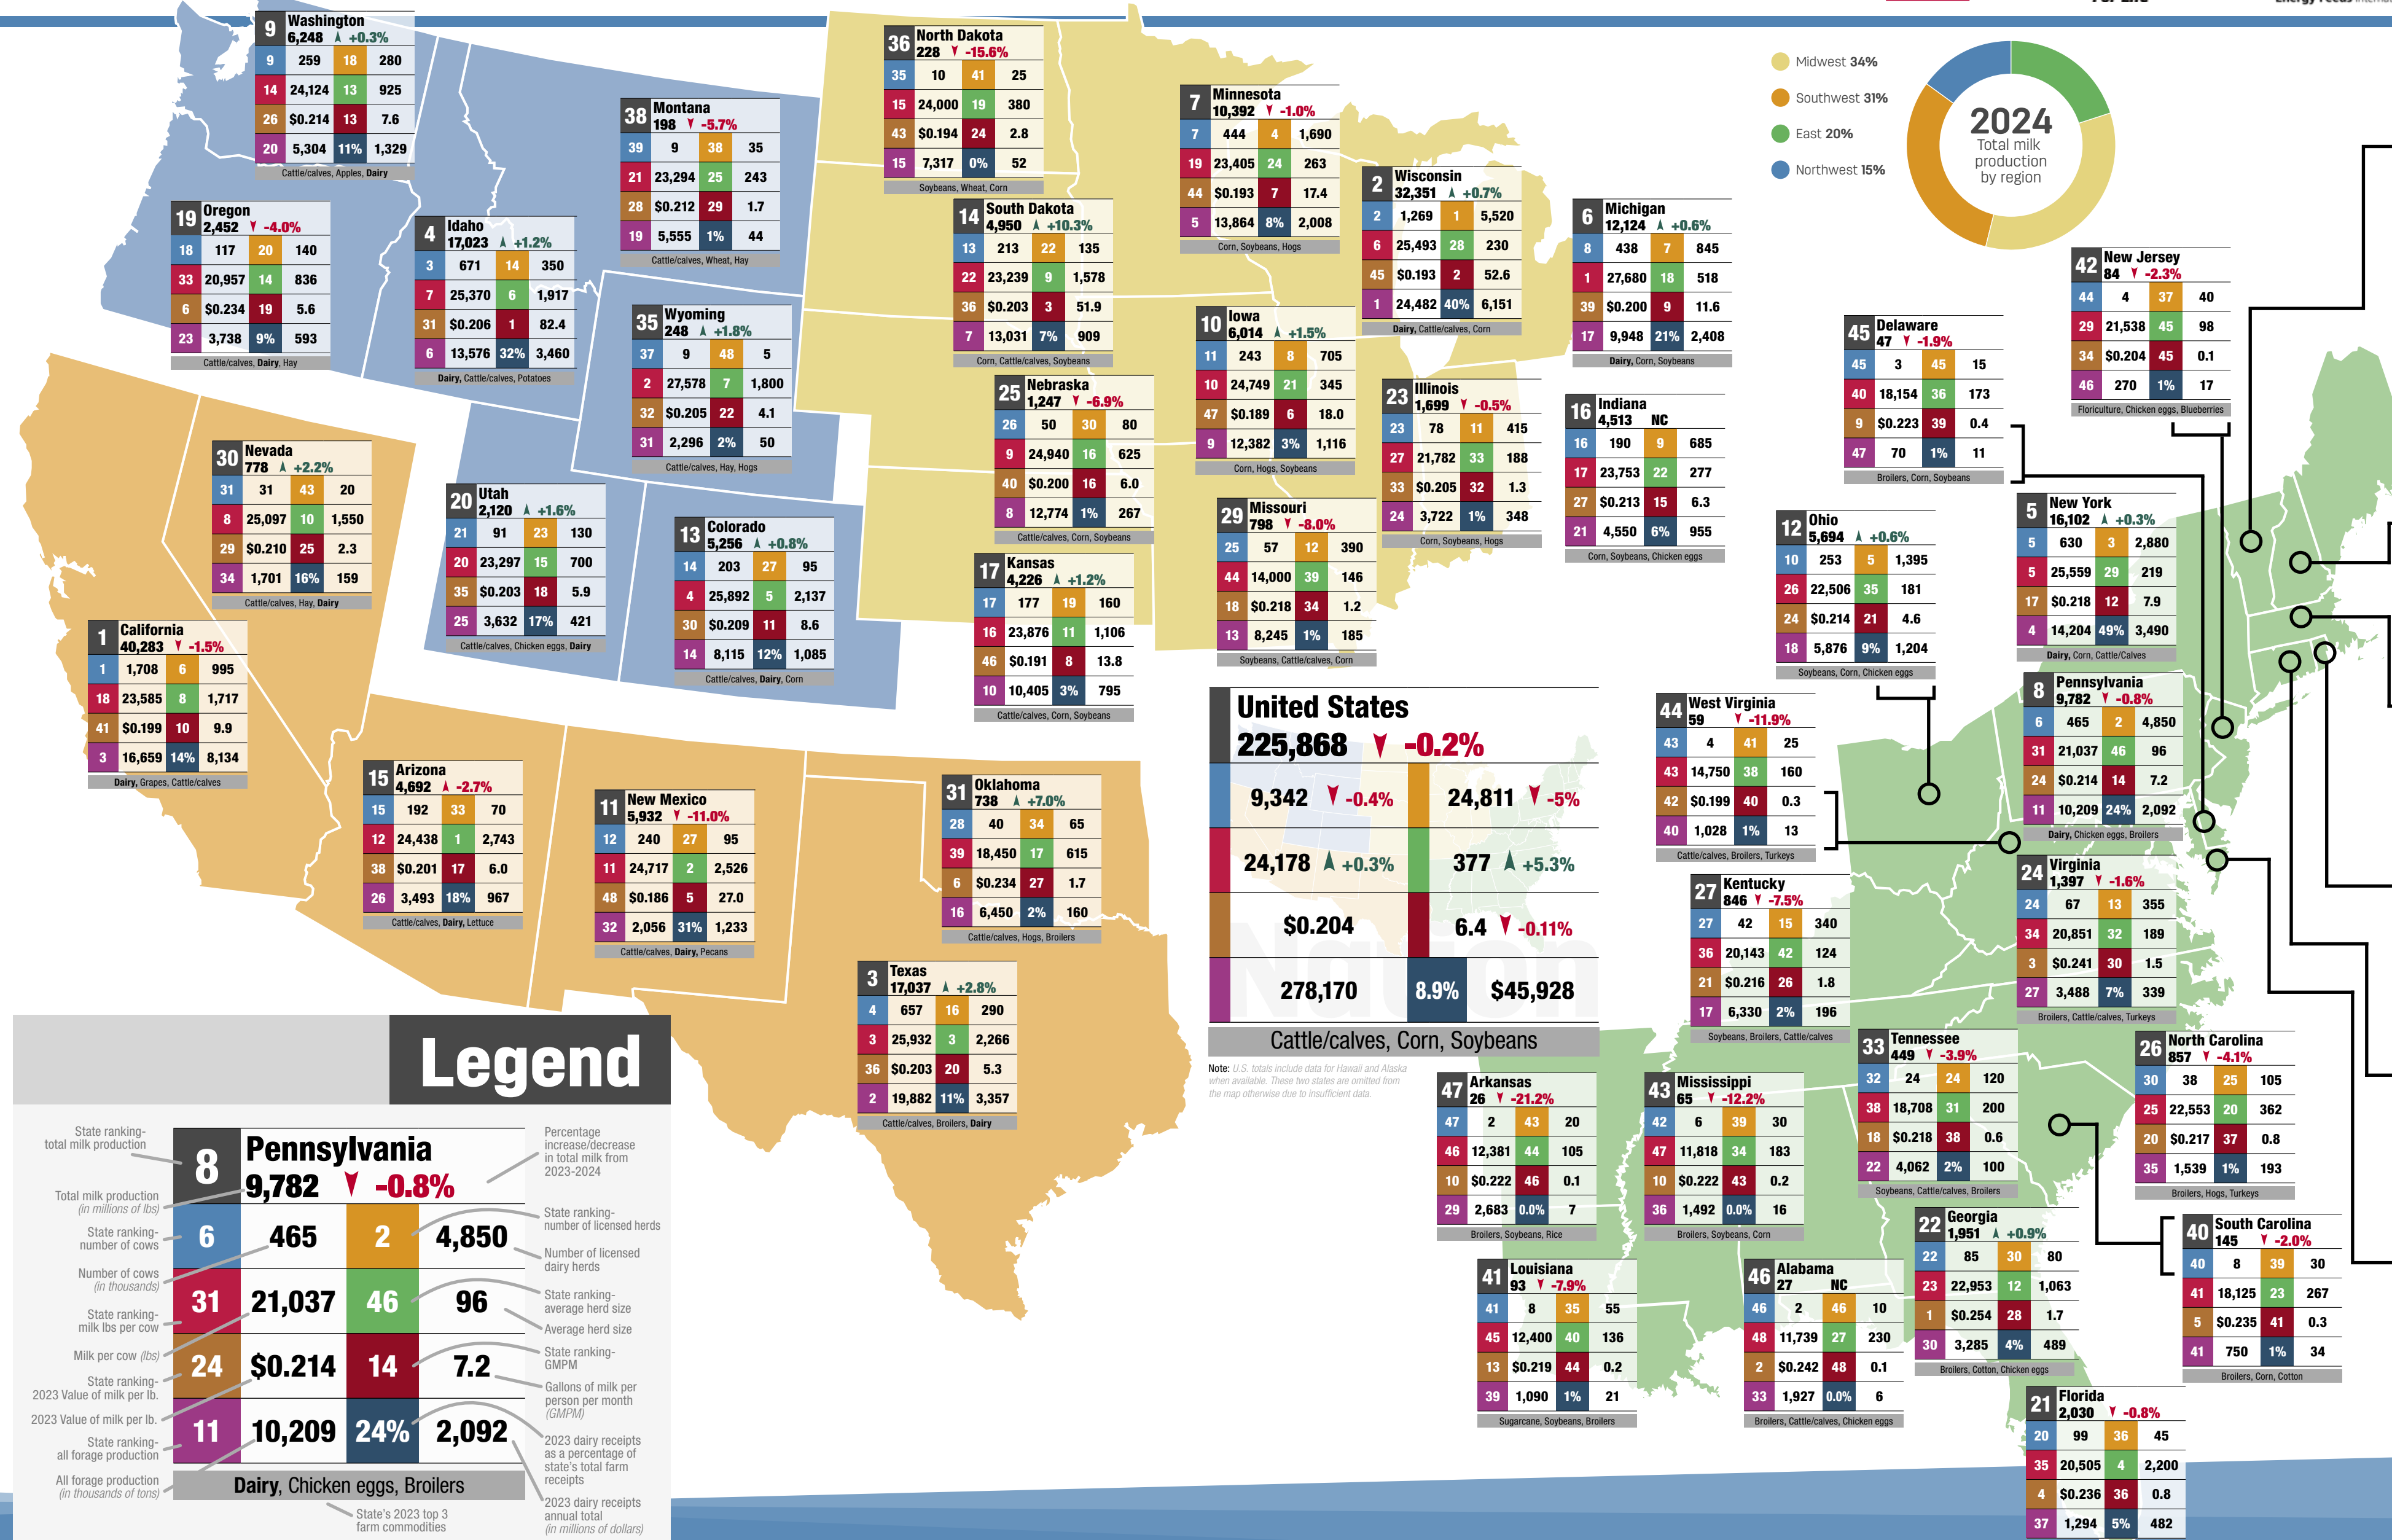 9 Washington
6,248 +0.3%
9 259 18 280
14 24,124 13 925
26 $0.214 13 7.6
20 5,304 11% 1,329
Cattle/calves, Apples, Dairy
19 Oregon
2,452 -4.0%
18 117 20 140
33 20,957 14 836
6 $0.234 19 5.6
23 3,738 9% 593
Cattle/calves, Dairy, Hay
4 Idaho
17,023 +1.2%
3 671 14 350
7 25,370 6 1,917
31 $0.206 1 82.4
6 13,576 32% 3,460
Dairy, Cattle/calves, Potatoes
38 Montana
198 -5.7%
39 9 38 35
21 23,294 25 243
28 $0.212 29 1.7
19 5,555 1% 44
Cattle/calves, Wheat, Hay
35 Wyoming
248 +1.8%
37 9 48 5
2 27,578 7 1,800
32 $0.205 22 4.1
31 2,296 2% 50
Cattle/calves, Hay, Hogs
30 Nevada
778 +2.2%
31 31 43 20
8 25,097 10 1,550
29 $0.210 25 2.3
34 1,701 16% 159
Cattle/calves, Hay, Dairy
20 Utah
2,120 +1.6%
21 91 23 130
20 23,297 15 700
35 $0.203 18 5.9
25 3,632 17% 421
Cattle/calves, Chicken eggs, Dairy
13 Colorado
5,256 +0.8%
14 203 27 95
4 25,892 5 2,137
30 $0.209 11 8.6
14 8,115 12% 1,085
Cattle/calves, Dairy, Corn
1 California
40,283 -1.5%
1 1,708 6 995
18 23,585 8 1,717
41 $0.199 10 9.9
3 16,659 14% 8,134
Dairy, Grapes, Cattle/calves
15 Arizona
4,692 -2.7%
15 192 33 70
12 24,438 1 2,743
38 $0.201 17 6.0
26 3,493 18% 967
Cattle/calves, Dairy, Lettuce
11 New Mexico
5,932 -11.0%
12 240 27 95
11 24,717 2 2,526
48 $0.186 5 27.0
32 2,056 31% 1,233
Cattle/calves, Dairy, Pecans
31 Oklahoma
738 +7.0%
28 40 34 65
39 18,450 17 615
6 $0.234 27 1.7
16 6,450 2% 160
Cattle/calves, Hogs, Broilers
3 Texas
17,037 +2.8%
4 657 16 290
3 25,932 3 2,266
36 $0.203 20 5.3
2 19,882 11% 3,357
Cattle/calves, Broilers, Dairy
36 North Dakota
228 -15.6%
35 10 41 25
15 24,000 19 380
43 $0.194 24 2.8
15 7,317 0% 52
Soybeans, Wheat, Corn
14 South Dakota
4,950 +10.3%
13 213 22 135
22 23,239 9 1,578
36 $0.203 3 51.9
7 13,031 7% 909
Corn, Cattle/calves, Soybeans
25 Nebraska
1,247 -6.9%
26 50 30 80
9 24,940 16 625
40 $0.200 16 6.0
8 12,774 1% 267
Cattle/calves, Corn, Soybeans
17 Kansas
4,226 +1.2%
17 177 19 160
16 23,876 11 1,106
46 $0.191 8 13.8
10 10,405 3% 795
Cattle/calves, Corn, Soybeans
7 Minnesota
10,392 -1.0%
7 444 4 1,690
19 23,405 24 263
44 $0.193 7 17.4
5 13,864 8% 2,008
Corn, Soybeans, Hogs
2 Wisconsin
32,351 +0.7%
2 1,269 1 5,520
6 25,493 28 230
45 $0.193 2 52.6
1 24,482 40% 6,151
Dairy, Cattle/calves, Corn
6 Michigan
12,124 +0.6%
8 438 7 845
1 27,680 18 518
39 $0.200 9 11.6
17 9,948 21% 2,408
Dairy, Corn, Soybeans
10 Iowa
6,014 +1.5%
11 243 8 705
10 24,749 21 345
47 $0.189 6 18.0
9 12,382 3% 1,116
Corn, Hogs, Soybeans
23 Illinois
1,699 -0.5%
23 78 11 415
27 21,782 33 188
33 $0.205 32 1.3
24 3,722 1% 348
Corn, Soybeans, Hogs
16 Indiana
4,513 NC
16 190 9 685
17 23,753 22 277
27 $0.213 15 6.3
21 4,550 6% 955
Corn, Soybeans, Chicken eggs
29 Missouri
798 -8.0%
25 57 12 390
44 14,000 39 146
18 $0.218 34 1.2
13 8,245 1% 185
Soybeans, Cattle/calves, Corn
Midwest 34%
Southwest 31%
East 20%
Northwest 15%
2024
Total milk
production
by region
42 New Jersey
84 -2.3%
44 4 37 40
29 21,538 45 98
34 $0.204 45 0.1
46 270 1% 17
Floriculture, Chicken eggs, Blueberries
45 Delaware
47 -1.9%
45 3 45 15
40 18,154 36 173
9 $0.223 39 0.4
47 70 1% 11
Broilers, Corn, Soybeans
12 Ohio
5,694 +0.6%
10 253 5 1,395
26 22,506 35 181
24 $0.214 21 4.6
18 5,876 9% 1,204
Soybeans, Corn, Chicken eggs
5 New York
16,102 +0.3%
5 630 3 2,880
5 25,559 29 219
17 $0.218 12 7.9
4 14,204 49% 3,490
Dairy, Corn, Cattle/Calves
8 Pennsylvania
9,782 -0.8%
6 465 2 4,850
31 21,037 46 96
24 $0.214 14 7.2
11 10,209 24% 2,092
Dairy, Chicken eggs, Broilers
44 West Virginia
59 -11.9%
43 4 41 25
43 14,750 38 160
42 $0.199 40 0.3
40 1,028 1% 13
Cattle/calves, Broilers, Turkeys
24 Virginia
1,397 -1.6%
24 67 13 355
34 20,851 32 189
3 $0.241 30 1.5
27 3,488 7% 339
Broilers, Cattle/calves, Turkeys
27 Kentucky
846 -7.5%
27 42 15 340
36 20,143 42 124
21 $0.216 26 1.8
17 6,330 2% 196
Soybeans, Broilers, Cattle/calves
United States
225,868 -0.2%
9,342 -0.4% 24,811 -5%
24,178 +0.3% 377 +5.3%
$0.204 6.4 -0.11%
278,170 8.9% $45,928
Cattle/calves, Corn, Soybeans
Note: U.S. totals include data for Hawaii and Alaska
when available. These two states are omitted from
the map otherwise due to insufficient data.
33 Tennessee
449 -3.9%
32 24 24 120
38 18,708 31 200
18 $0.218 38 0.6
22 4,062 2% 100
Soybeans, Cattle/calves, Broilers
26 North Carolina
857 -4.1%
30 38 25 105
25 22,553 20 362
20 $0.217 37 0.8
35 1,539 1% 193
Broilers, Hogs, Turkeys
47 Arkansas
26 -21.2%
47 2 43 20
46 12,381 44 105
10 $0.222 46 0.1
29 2,683 0.0% 7
Broilers, Soybeans, Rice
43 Mississippi
65 -12.2%
42 6 39 30
47 11,818 34 183
10 $0.222 43 0.2
36 1,492 0.0% 16
Broilers, Soybeans, Corn
22 Georgia
1,951 +0.9%
22 85 30 80
23 22,953 12 1,063
1 $0.254 28 1.7
30 3,285 4% 489
Broilers, Cotton, Chicken eggs
40 South Carolina
145 -2.0%
40 8 39 30
41 18,125 23 267
5 $0.235 41 0.3
41 750 1% 34
Broilers, Corn, Cotton
41 Louisiana
93 -7.9%
41 8 35 55
45 12,400 40 136
13 $0.219 44 0.2
39 1,090 1% 21
Sugarcane, Soybeans, Broilers
46 Alabama
27 NC
46 2 46 10
48 11,739 27 230
2 $0.242 48 0.1
33 1,927 0.0% 6
Broilers, Cattle/calves, Chicken eggs
21 Florida
2,030 -0.8%
20 99 36 45
35 20,505 4 2,200
4 $0.236 36 0.8
37 1,294 5% 482
Legend
State ranking-
total milk production
Total milk production
(in millions of lbs)
State ranking-
number of cows
Number of cows
(in thousands)
State ranking-
milk lbs per cow
Milk per cow (lbs)
State ranking-
2023 Value of milk per lb.
2023 Value of milk per lb.
State ranking-
all forage production
All forage production
(in thousands of tons)
8 Pennsylvania
9,782 -0.8%
6 465 2 4,850
31 21,037 46 96
24 $0.214 14 7.2
11 10,209 24% 2,092
Dairy, Chicken eggs, Broilers
Percentage
increase/decrease
in total milk from
2023-2024
State ranking-
number of licensed herds
Number of licensed
dairy herds
State ranking-
average herd size
Average herd size
State ranking-
GMPM
Gallons of milk per
person per month
(GMPM)
2023 dairy receipts
as a percentage of
state's total farm
receipts
2023 dairy receipts
annual total
(in millions of dollars)
State's 2023 top 3
farm commodities